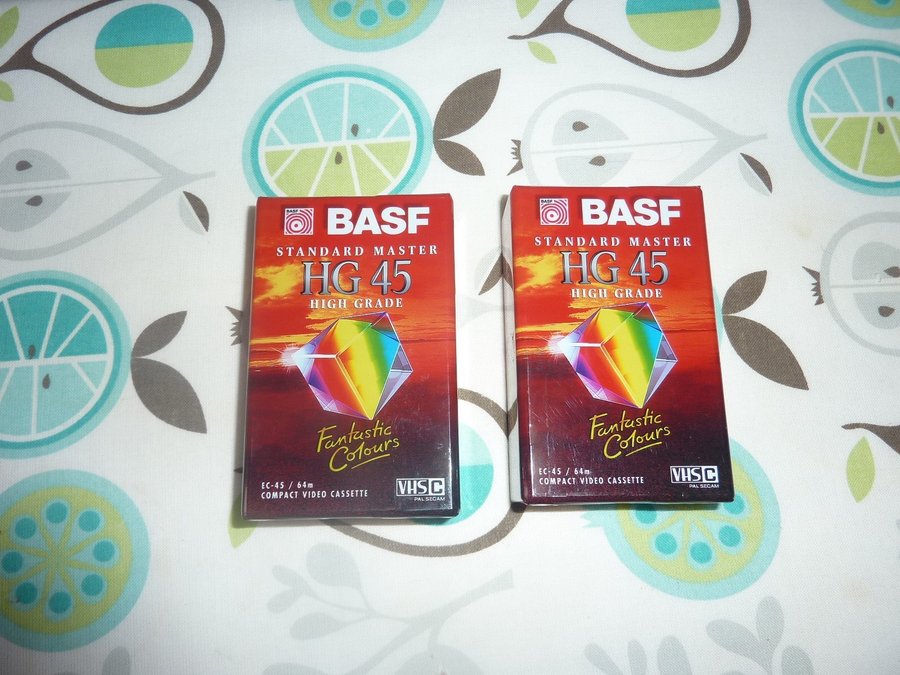 BASF
BASF
STANDARD MASTER
HG 45
HIGH GRADE
Fantastic
Colours
EC-45 / 64m
COMPACT VIDEO CASSETTE
VHS C
PAL SECAM
BASF
BASF
STANDARD MASTER
HG 45
HIGH GRADE
Fantastic
Colours
EC-45 / 64m
COMPACT VIDEO CASSETTE
VHS C
PAL SECAM